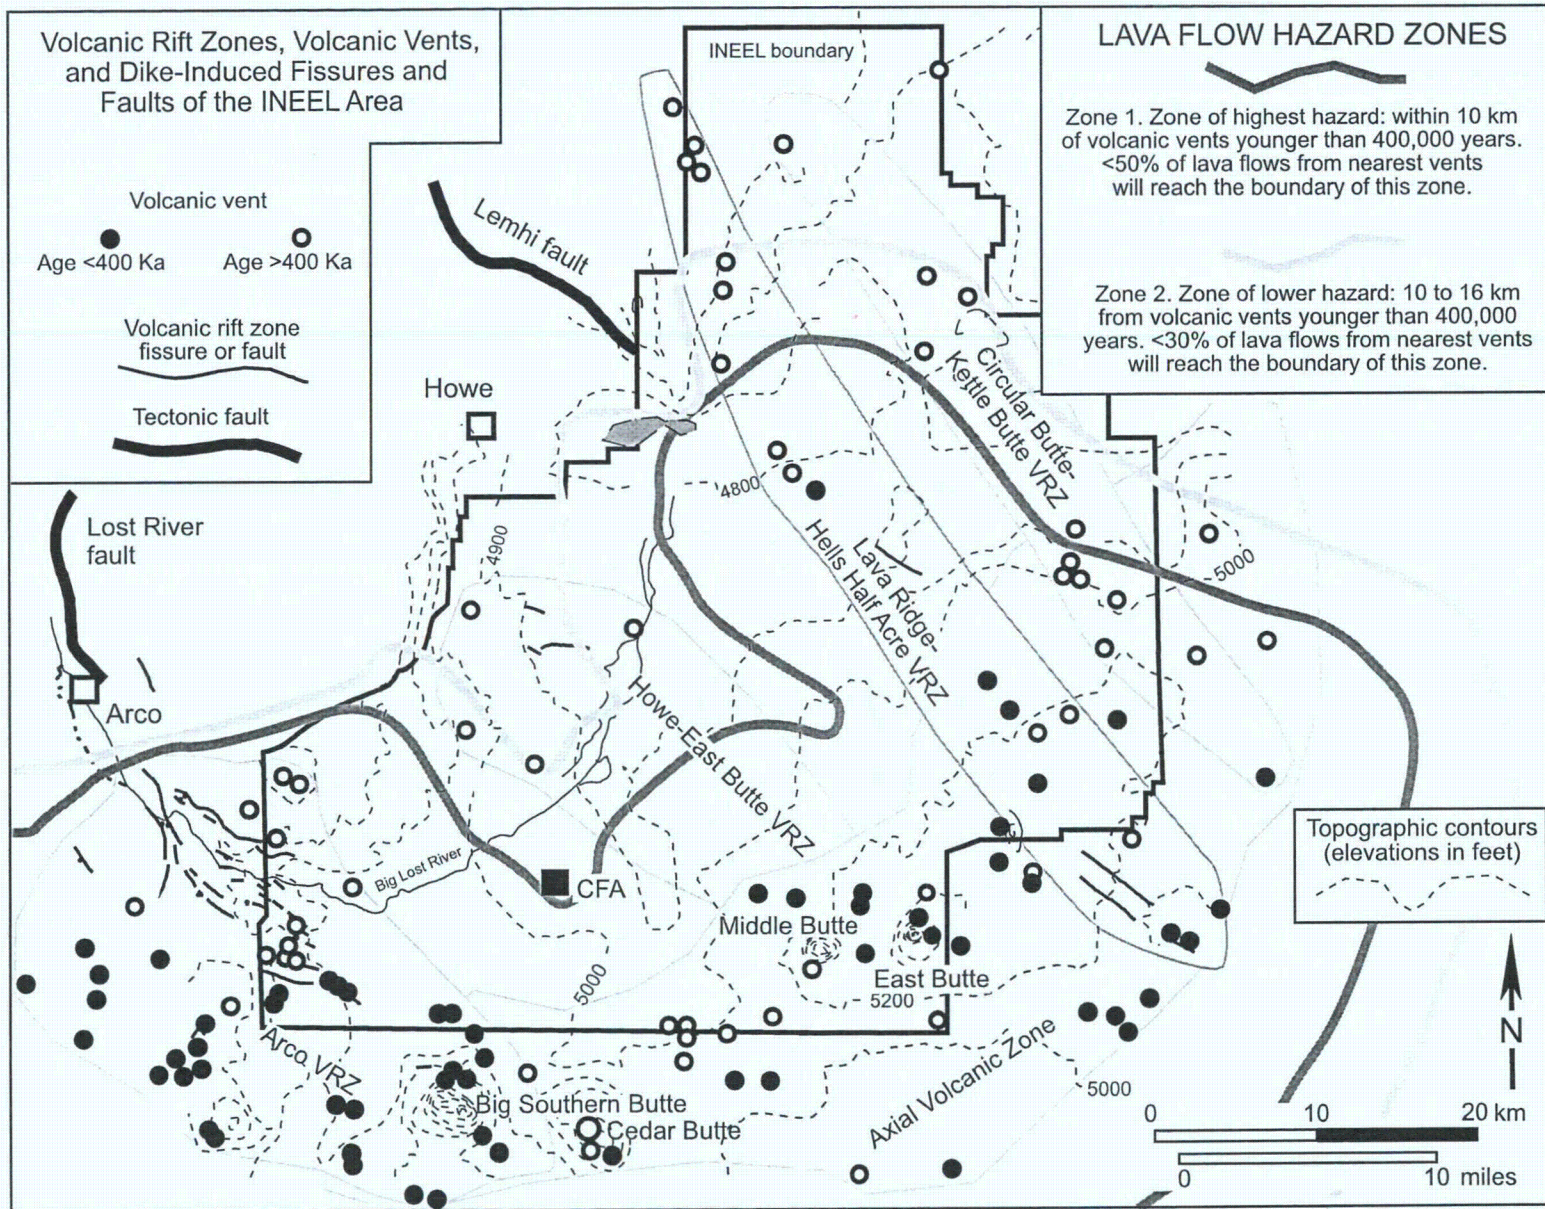 Volcanic Rift Zones, Volcanic Vents,
and Dike-Induced Fissures and
Faults of the INEEL Area
Volcanic vent
Age <400 Ka
Age >400 Ka
Volcanic rift zone
fissure or fault
Tectonic fault
INEEL boundary
LAVA FLOW HAZARD ZONES
Zone 1. Zone of highest hazard: within 10 km
of volcanic vents younger than 400,000 years.
<50% of lava flows from nearest vents
will reach the boundary of this zone.
Zone 2. Zone of lower hazard: 10 to 16 km
from volcanic vents younger than 400,000
years. <30% of lava flows from nearest vents
will reach the boundary of this zone.
Lemhi fault
Howe
Circular Butte-
Kettle Butte VRZ
4800
Lost River
fault
4900
Lava Ridge-
Hells Half Acre VRZ
5000
Arco
Howe-East Butte VRZ
Topographic contours
(elevations in feet)
Big Lost River
CFA
Middle Butte
East Butte
5200
5000
N
Arco VRZ
Axial Volcanic Zone
5000
Big Southern Butte
Cedar Butte
0
10
20 km
0
10 miles